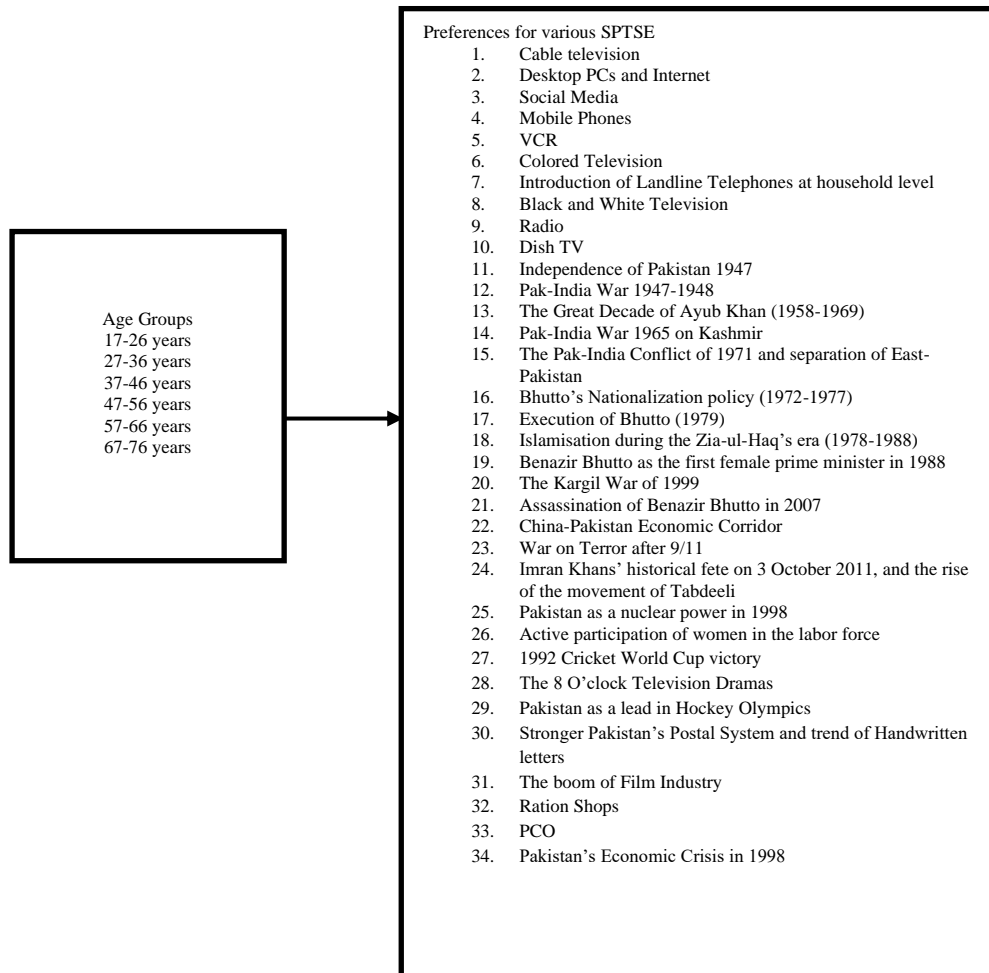 Age Groups
17-26 years
27-36 years
37-46 years
47-56 years
57-66 years
67-76 years
Preferences for various SPTSE
1. Cable television
2. Desktop PCs and Internet
3. Social Media
4. Mobile Phones
5. VCR
6. Colored Television
7. Introduction of Landline Telephones at household level
8. Black and White Television
9. Radio
10. Dish TV
11. Independence of Pakistan 1947
12. Pak-India War 1947-1948
13. The Great Decade of Ayub Khan (1958-1969)
14. Pak-India War 1965 on Kashmir
15. The Pak-India Conflict of 1971 and separation of East-
Pakistan
16. Bhutto’s Nationalization policy (1972-1977)
17. Execution of Bhutto (1979)
18. Islamisation during the Zia-ul-Haq’s era (1978-1988)
19. Benazir Bhutto as the first female prime minister in 1988
20. The Kargil War of 1999
21. Assassination of Benazir Bhutto in 2007
22. China-Pakistan Economic Corridor
23. War on Terror after 9/11
24. Imran Khans’ historical fete on 3 October 2011, and the rise
of the movement of Tabdeeli
25. Pakistan as a nuclear power in 1998
26. Active participation of women in the labor force
27. 1992 Cricket World Cup victory
28. The 8 O’clock Television Dramas
29. Pakistan as a lead in Hockey Olympics
30. Stronger Pakistan’s Postal System and trend of Handwritten
letters
31. The boom of Film Industry
32. Ration Shops
33. PCO
34. Pakistan’s Economic Crisis in 1998